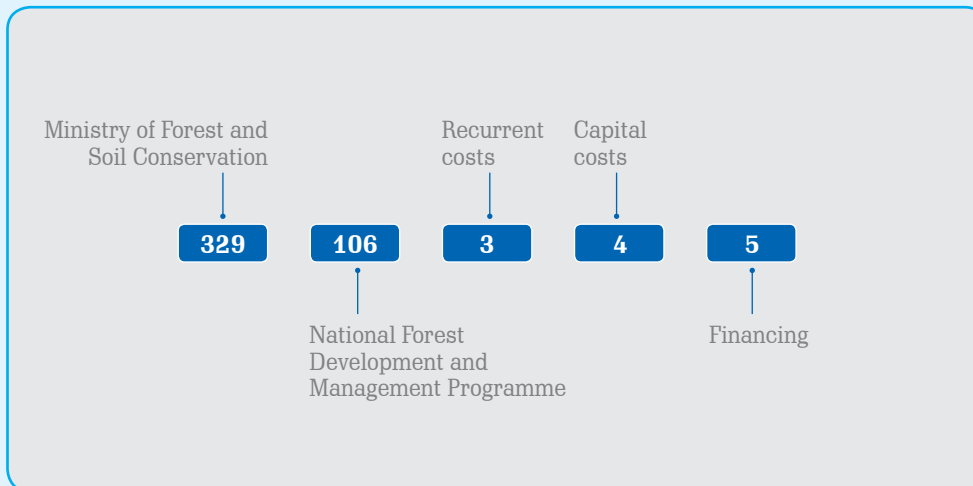 Ministry of Forest and
Soil Conservation
Recurrent
costs
Capital
costs
329
106
3
4
5
National Forest
Development and
Management Programme
Financing